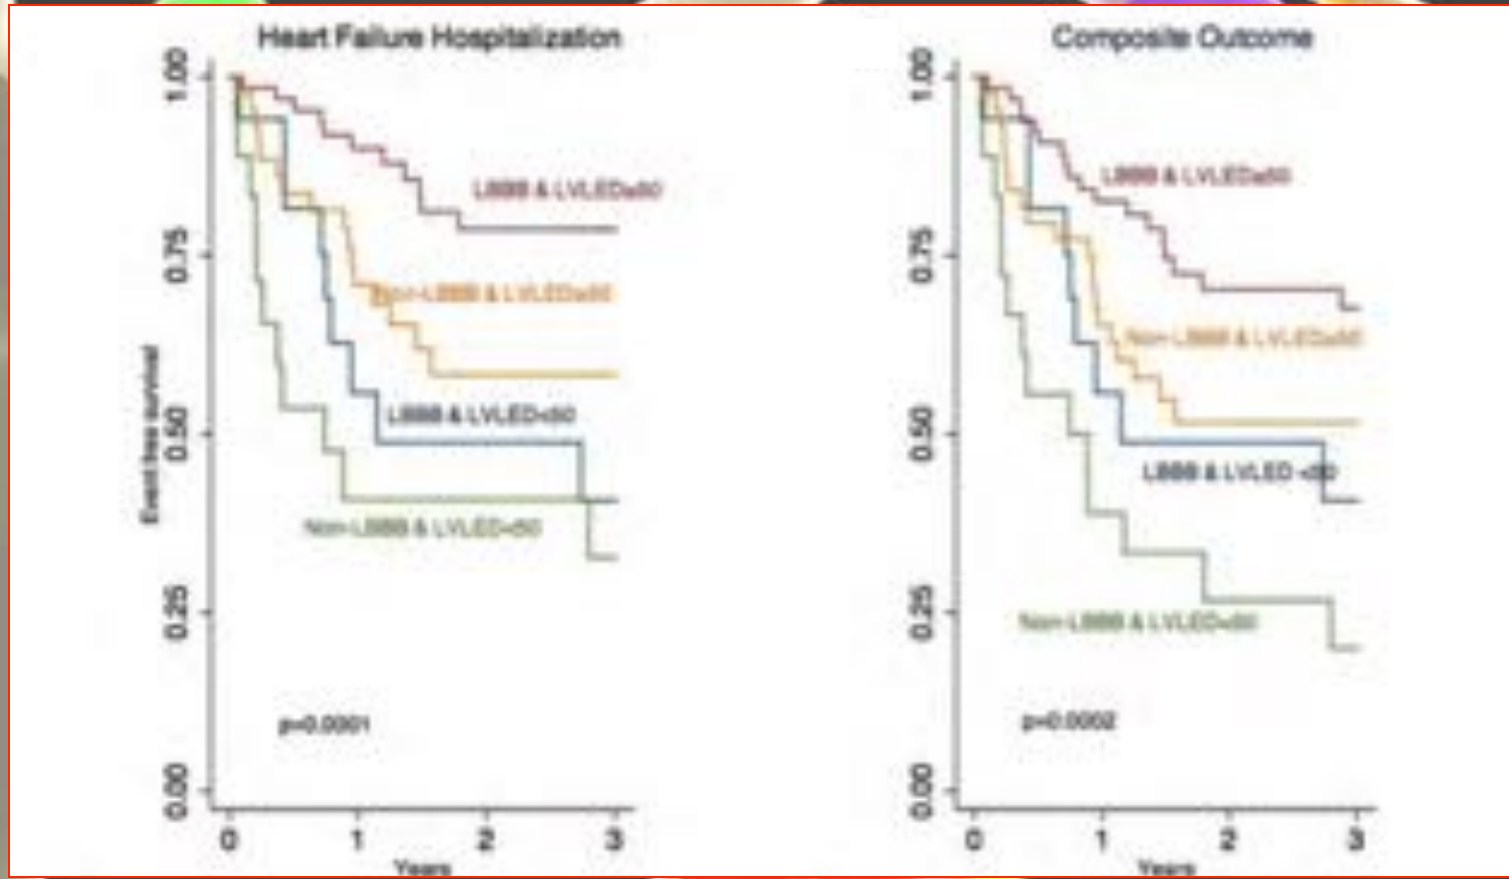 Heart Failure Hospitalization
Event free survival
1.00
0.75
0.50
0.25
0.00
LBBB & LVLED≥50
Non-LBBB & LVLED≥50
LBBB & LVLED<50
Non-LBBB & LVLED<50
p=0.0001
0 1 2 3
Years
Composite Outcome
1.00
0.75
0.50
0.25
0.00
LBBB & LVLED≥50
Non-LBBB & LVLED≥50
LBBB & LVLED <50
Non-LBBB & LVLED<50
p=0.0002
0 1 2 3
Years